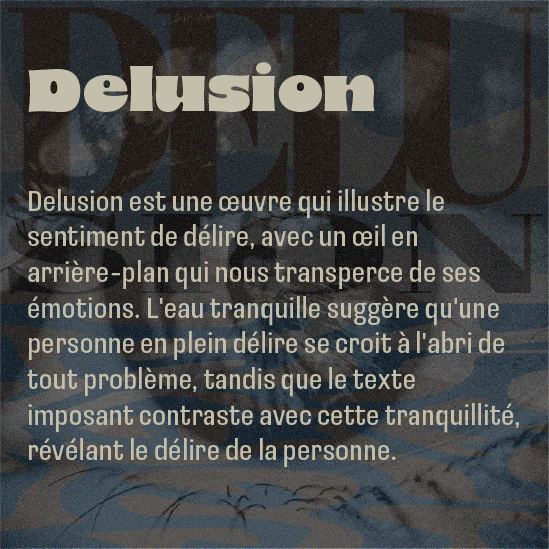 DELU
SION
Delusion
Delusion est une œuvre qui illustre le
sentiment de délire, avec un œil en
arrière-plan qui nous transperce de ses
émotions. L'eau tranquille suggère qu'une
personne en plein délire se croit à l'abri de
tout problème, tandis que le texte
imposant contraste avec cette tranquillité,
révélant le délire de la personne.